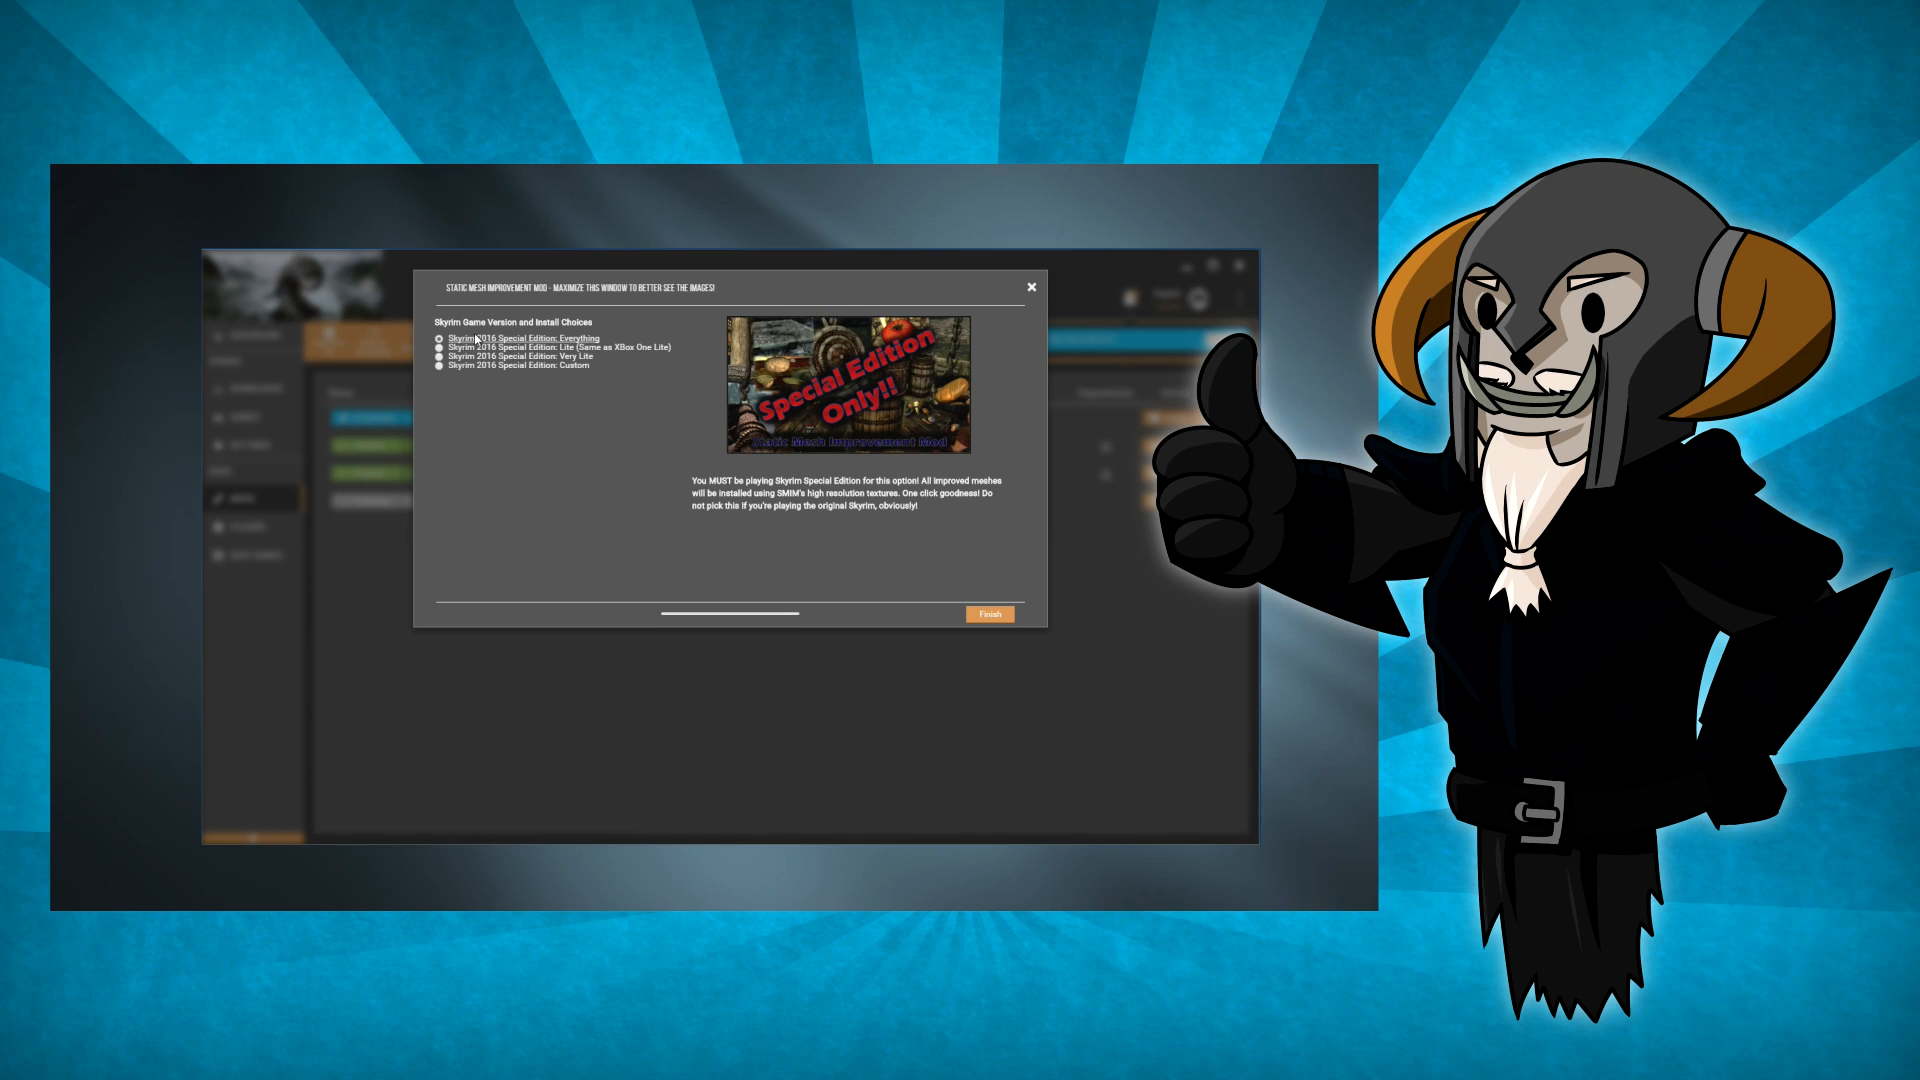 STATIC MESH IMPROVEMENT MOD - MAXIMIZE THIS WINDOW TO BETTER SEE THE IMAGES!
Skyrim Game Version and Install Choices
Skyrim 2016 Special Edition: Everything
Skyrim 2016 Special Edition: Lite (Same as XBox One Lite)
Skyrim 2016 Special Edition: Very Lite
Skyrim 2016 Special Edition: Custom
Special Edition
Only!!
Static Mesh Improvement Mod
You MUST be playing Skyrim Special Edition for this option! All improved meshes
will be installed using SMIM's high resolution textures. One click goodness! Do
not pick this if you're playing the original Skyrim, obviously!
Finish